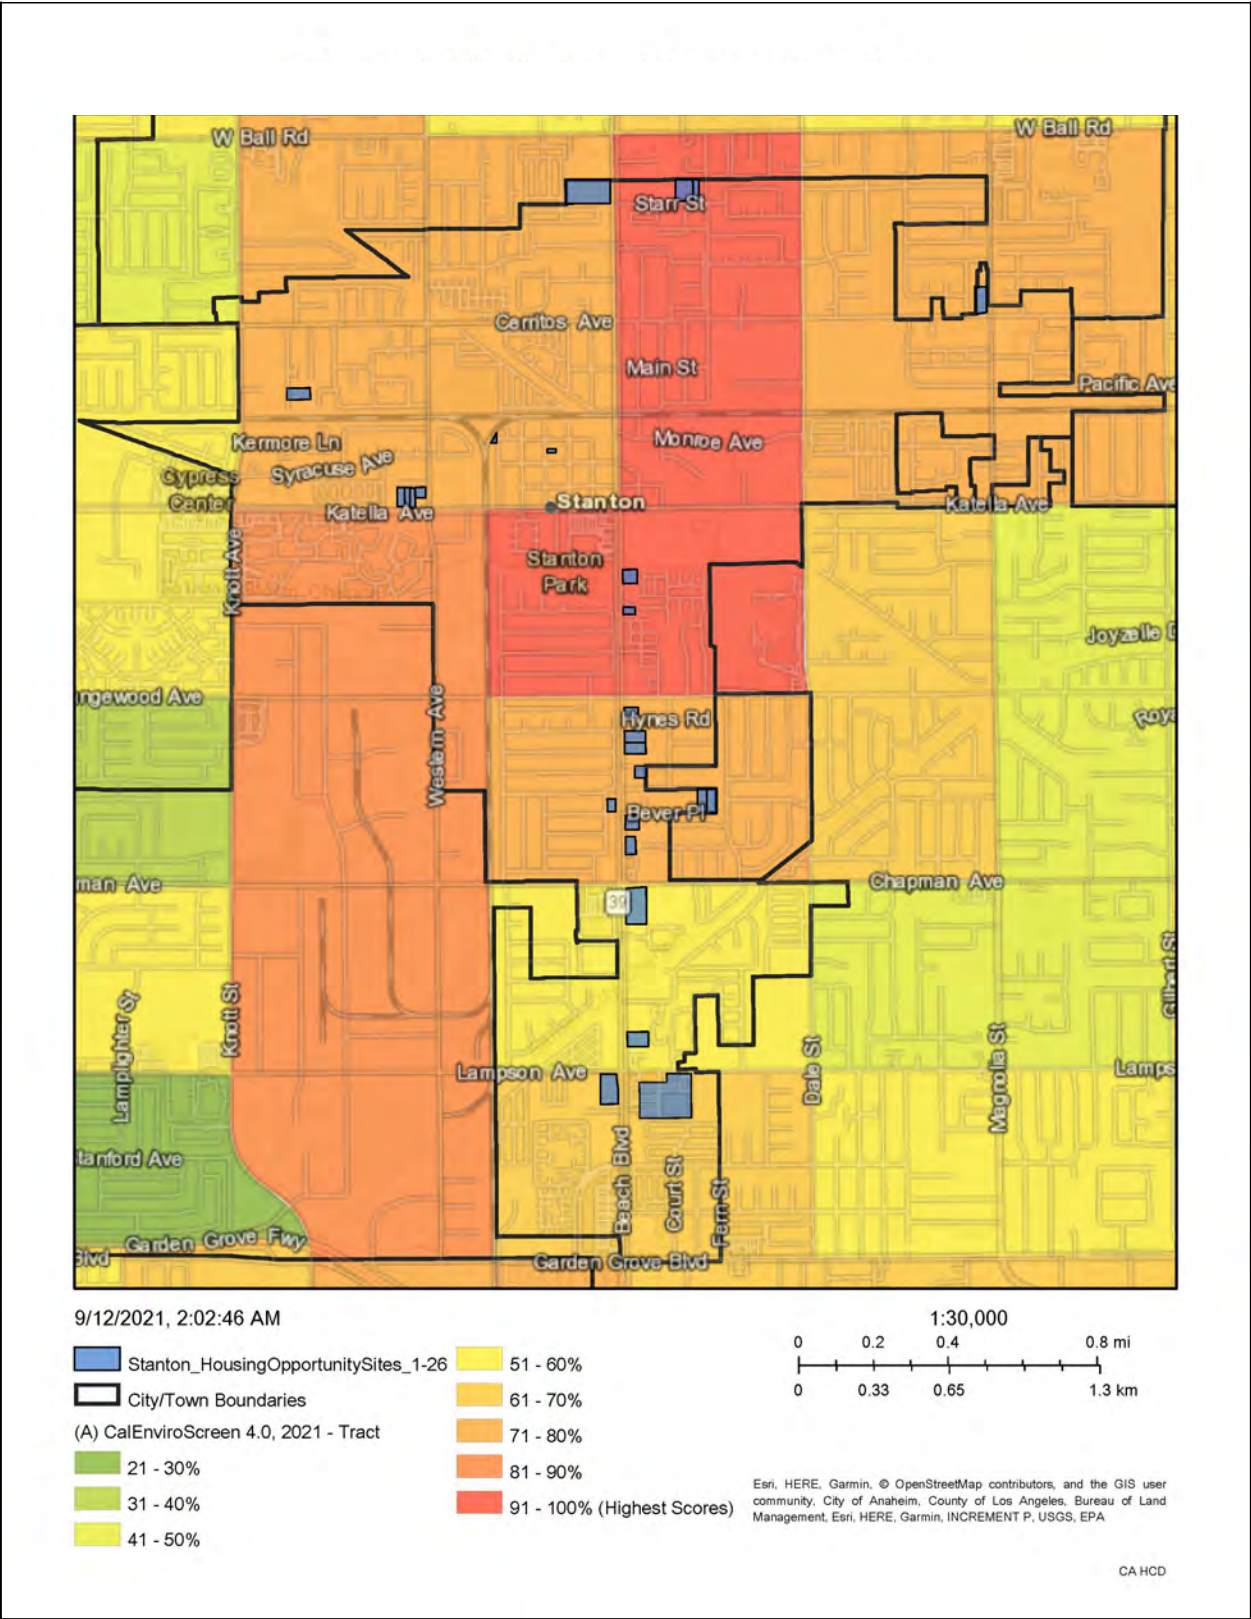 W Ball Rd
W Ball Rd
Starr St
Cerritos Ave
Main St
Pacific Ave
Kermore Ln
Monroe Ave
Syracuse Ave
Cypress
Center
Stanton
Katella Ave
Katella Ave
Knott Ave
Stanton
Park
Joyzelle D
ngewood Ave
Western Ave
Hynes Rd
Roya
Bever Pl
man Ave
Chapman Ave
39
Gilbert St
Lamplighter St
Knott St
Lampson Ave
Dale St
Magnolia St
Lamps
tanford Ave
Beach Blvd
Court St
Fern St
Garden Grove Fwy
Blvd
Garden Grove Blvd
9/12/2021, 2:02:46 AM
1:30,000
0 0.2 0.4 0.8 mi
0 0.33 0.65 1.3 km
Stanton_HousingOpportunitySites_1-26
City/Town Boundaries
(A) CalEnviroScreen 4.0, 2021 - Tract
21 - 30%
31 - 40%
41 - 50%
51 - 60%
61 - 70%
71 - 80%
81 - 90%
91 - 100% (Highest Scores)
Esri, HERE, Garmin, © OpenStreetMap contributors, and the GIS user
community, City of Anaheim, County of Los Angeles, Bureau of Land
Management, Esri, HERE, Garmin, INCREMENT P, USGS, EPA
CA HCD